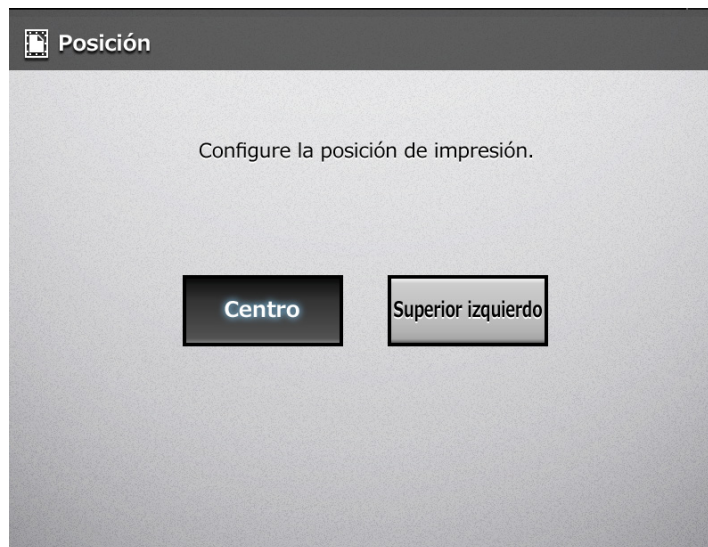 Posición
Configure la posición de impresión.
Centro
Superior izquierdo